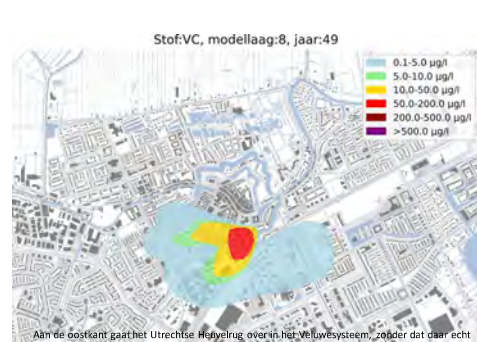 Stof:VC, modellaag:8, jaar:49
0.1-5.0 µg/l
5.0-10.0 µg/l
10.0-50.0 µg/l
50.0-200.0 µg/l
200.0-500.0 µg/l
>500.0 µg/l
Aan de oostkant gaat het Utrechtse Heuvelrug over in het Veluwesysteem, zonder dat daar echt